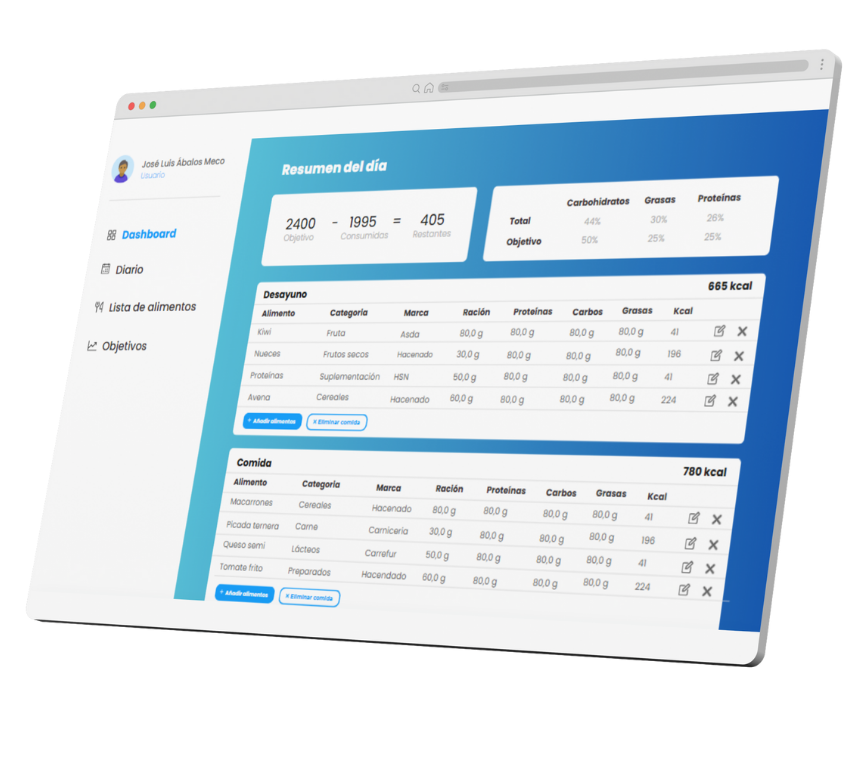 José Luis Ábalos Meco
Usuario
Dashboard
Diario
Lista de alimentos
Objetivos
Resumen del día
2400 - 1995 = 405
Objetivo Consumidas Restantes
Carbohidratos Grasas Proteínas
Total 44% 30% 26%
Objetivo 50% 25% 25%
Desayuno 665 kcal
Alimento Categoria Marca Ración Proteínas Carbos Grasas Kcal
Kiwi Fruta Asda 80,0 g 80,0 g 80,0 g 80,0 g 41
Nueces Frutos secos Hacenado 30,0 g 80,0 g 80,0 g 80,0 g 196
Proteínas Suplementación HSN 50,0 g 80,0 g 80,0 g 80,0 g 41
Avena Cereales Hacenado 60,0 g 80,0 g 80,0 g 80,0 g 224
+ Añadir alimentos × Eliminar comida
Comida 780 kcal
Alimento Categoria Marca Ración Proteínas Carbos Grasas Kcal
Macarrones Cereales Hacenado 80,0 g 80,0 g 80,0 g 80,0 g 41
Picada ternera Carne Carnicería 30,0 g 80,0 g 80,0 g 80,0 g 196
Queso semi Lácteos Carrefur 50,0 g 80,0 g 80,0 g 80,0 g 41
Tomate frito Preparados Hacendado 60,0 g 80,0 g 80,0 g 80,0 g 224
+ Añadir alimentos × Eliminar comida